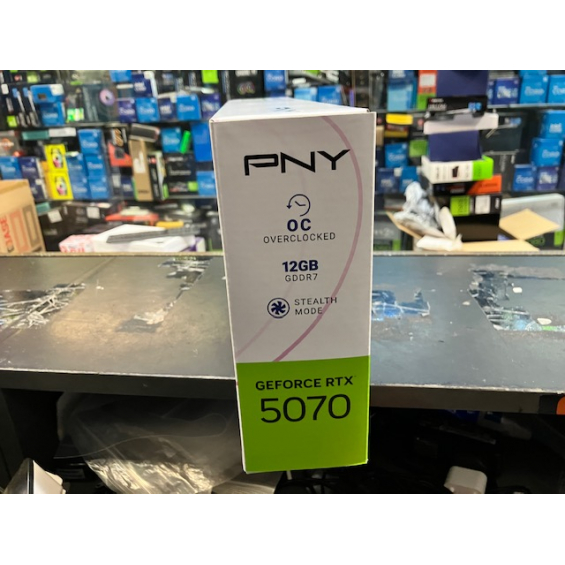 PNY
OC
OVERCLOCKED
12GB
GDDR7
STEALTH
MODE
GEFORCE RTX
5070